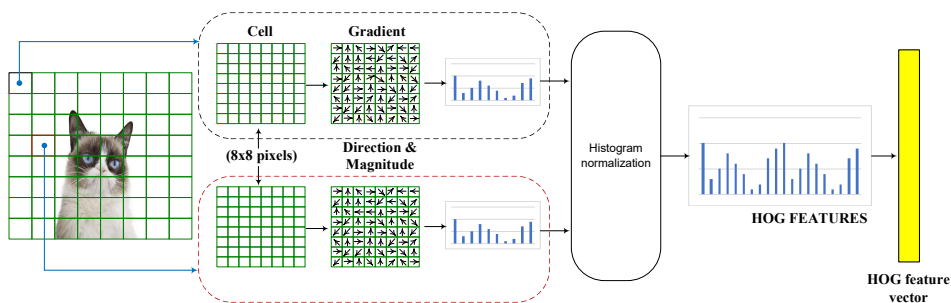 Cell
Gradient
(8x8 pixels)
Direction &
Magnitude
Histogram
normalization
HOG FEATURES
HOG feature
vector